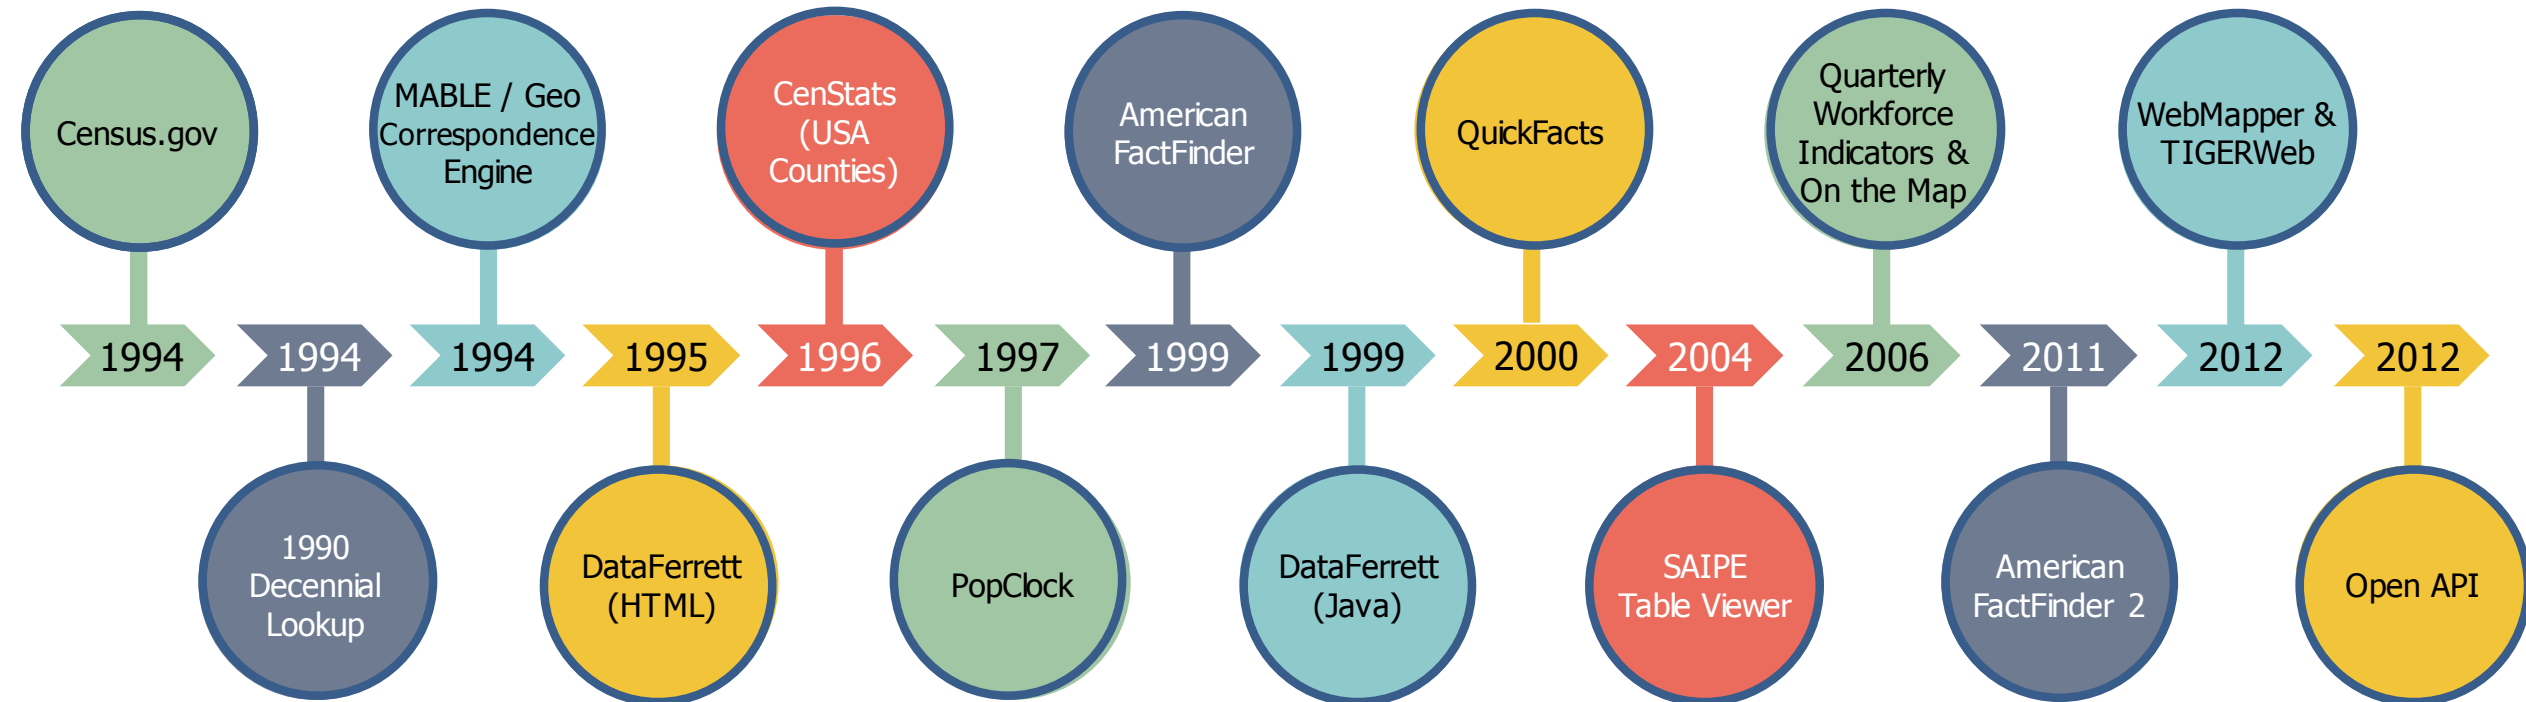 Census.gov
MABLE / Geo
Correspondence
Engine
CenStats
(USA
Counties)
American
FactFinder
QuickFacts
Quarterly
Workforce
Indicators &
On the Map
WebMapper &
TIGERWeb
1994
1994
1994
1995
1996
1997
1999
1999
2000
2004
2006
2011
2012
2012
1990
Decennial
Lookup
DataFerrett
(HTML)
PopClock
DataFerrett
(Java)
SAIPE
Table Viewer
American
FactFinder 2
Open API